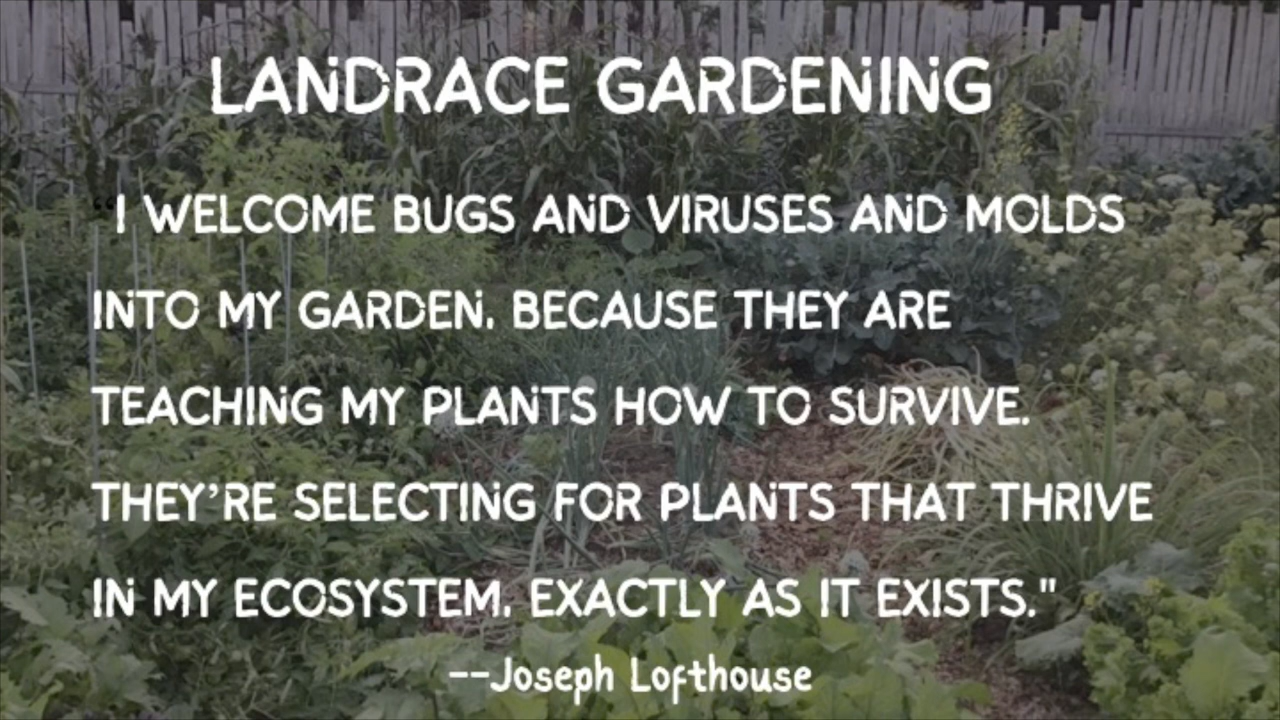 LANDRACE GARDENING
“I WELCOME BUGS AND VIRUSES AND MOLDS
INTO MY GARDEN, BECAUSE THEY ARE
TEACHING MY PLANTS HOW TO SURVIVE.
THEY’RE SELECTING FOR PLANTS THAT THRIVE
IN MY ECOSYSTEM, EXACTLY AS IT EXISTS."
--Joseph Lofthouse